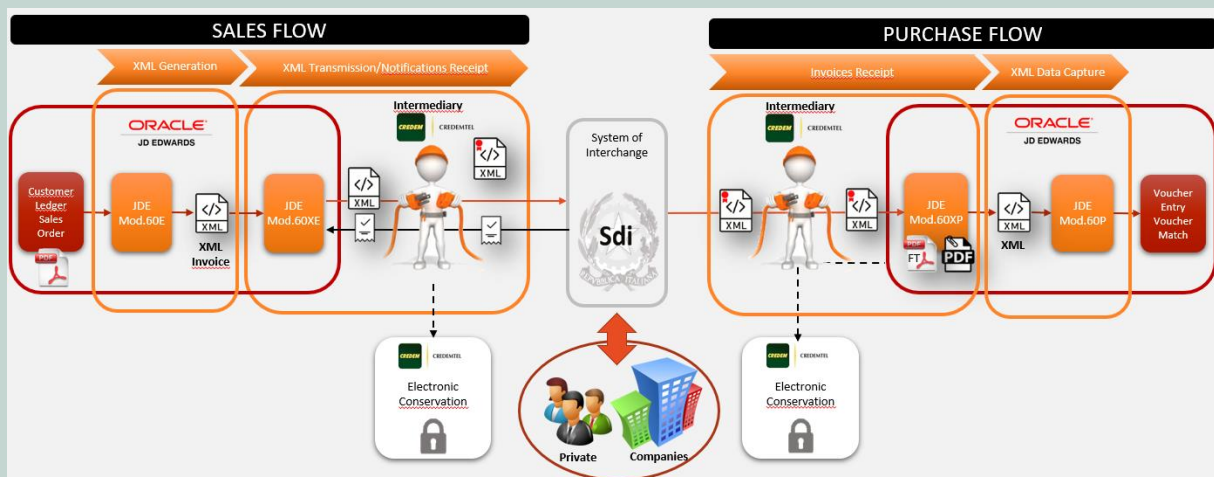 SALES FLOW
PURCHASE FLOW
XML Generation
XML Transmission/Notifications Receipt
Invoices Receipt
XML Data Capture
ORACLE
JD EDWARDS
Intermediary
CREDEM
CREDEMTEL
System of
Interchange
Intermediary
CREDEM
CREDEMTEL
ORACLE
JD EDWARDS
Customer
Ledger
Sales
Order
PDF
JDE
Mod.60E
XML
XML
Invoice
JDE
Mod.60XE
XML
XML
Sdi
REPVBBLICA ITALIANA
XML
XML
JDE
Mod.60XP
PDF
FT
PDF
XML
JDE
Mod.60P
Voucher
Entry
Voucher
Match
CREDEM
CREDEMTEL
Electronic
Conservation
Private
Companies
CREDEM
CREDEMTEL
Electronic
Conservation